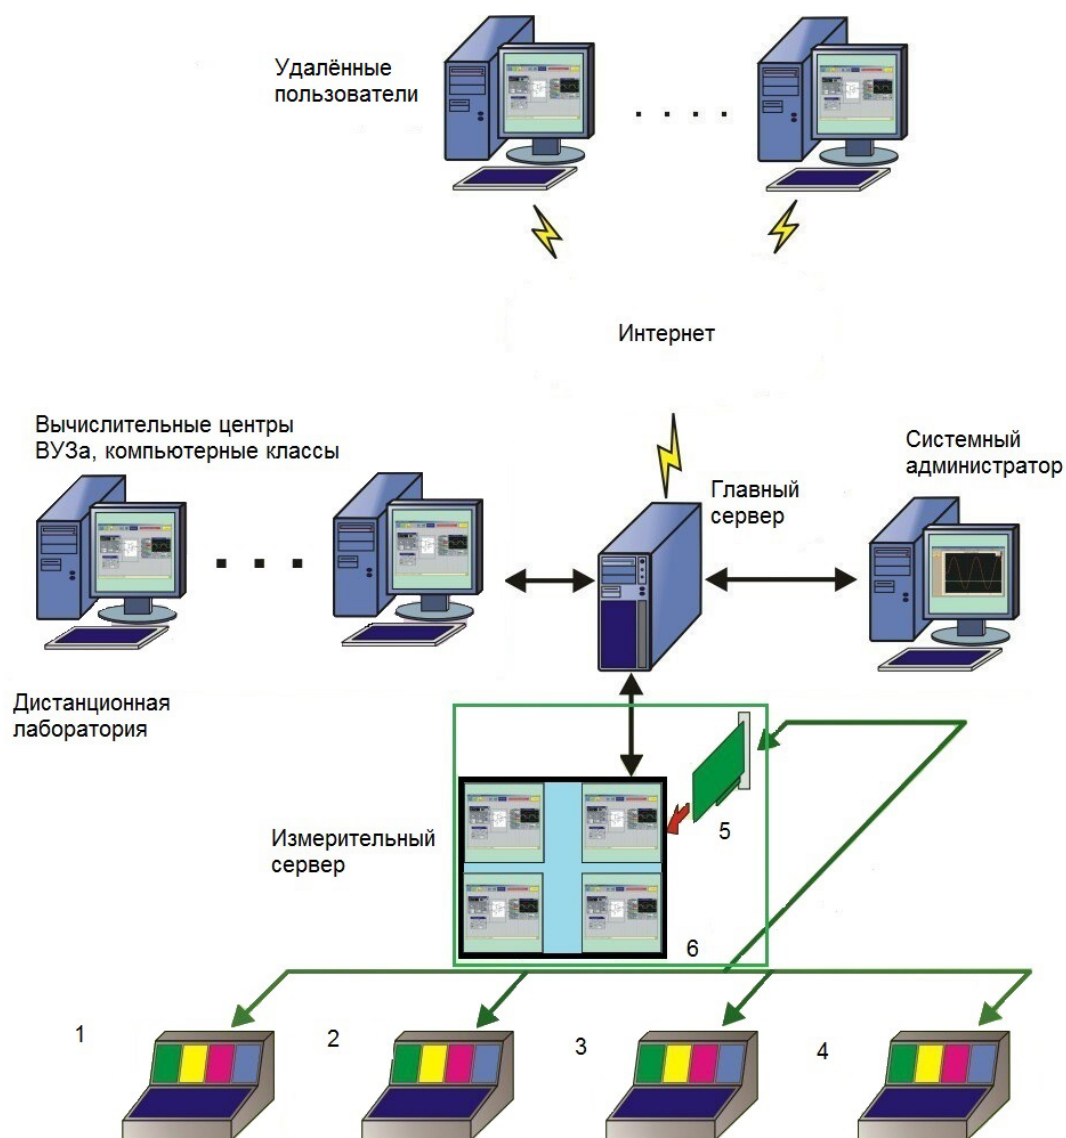 Удалённые
пользователи
Интернет
Вычислительные центры
ВУЗа, компьютерные классы
Системный
администратор
Главный
сервер
Дистанционная
лаборатория
5
Измерительный
сервер
6
1
2
3
4